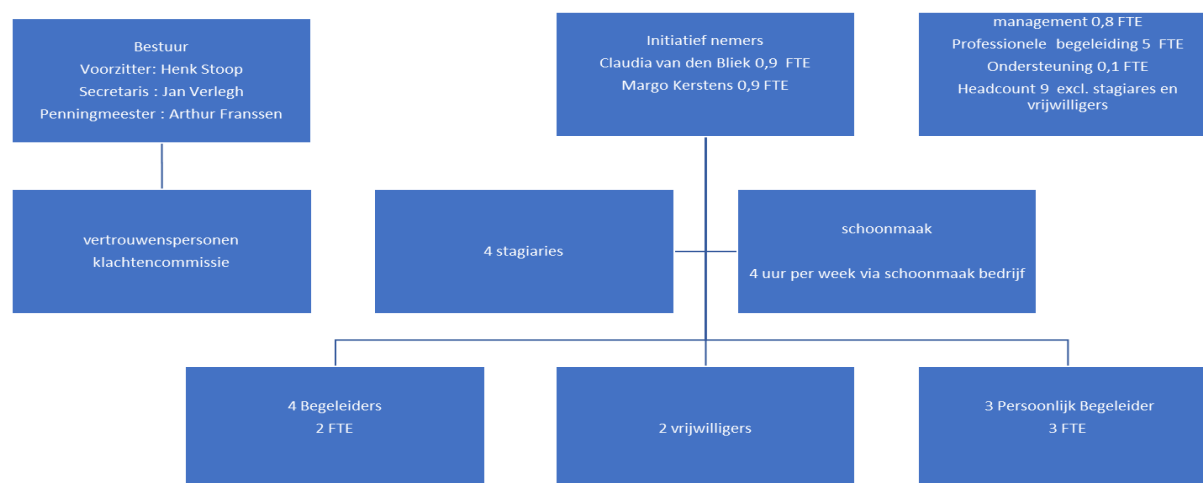 Bestuur
Voorzitter: Henk Stoop
Secretaris : Jan Verlegh
Penningmeester : Arthur Franssen
Initiatief nemers
Claudia van den Bliek 0,9 FTE
Margo Kerstens 0,9 FTE
management 0,8 FTE
Professionele begeleiding 5 FTE
Ondersteuning 0,1 FTE
Headcount 9 excl. stagiares en
vrijwilligers
vertrouwenspersonen
klachtencommissie
4 stagiaries
schoonmaak
4 uur per week via schoonmaak bedrijf
4 Begeleiders
2 FTE
2 vrijwilligers
3 Persoonlijk Begeleider
3 FTE